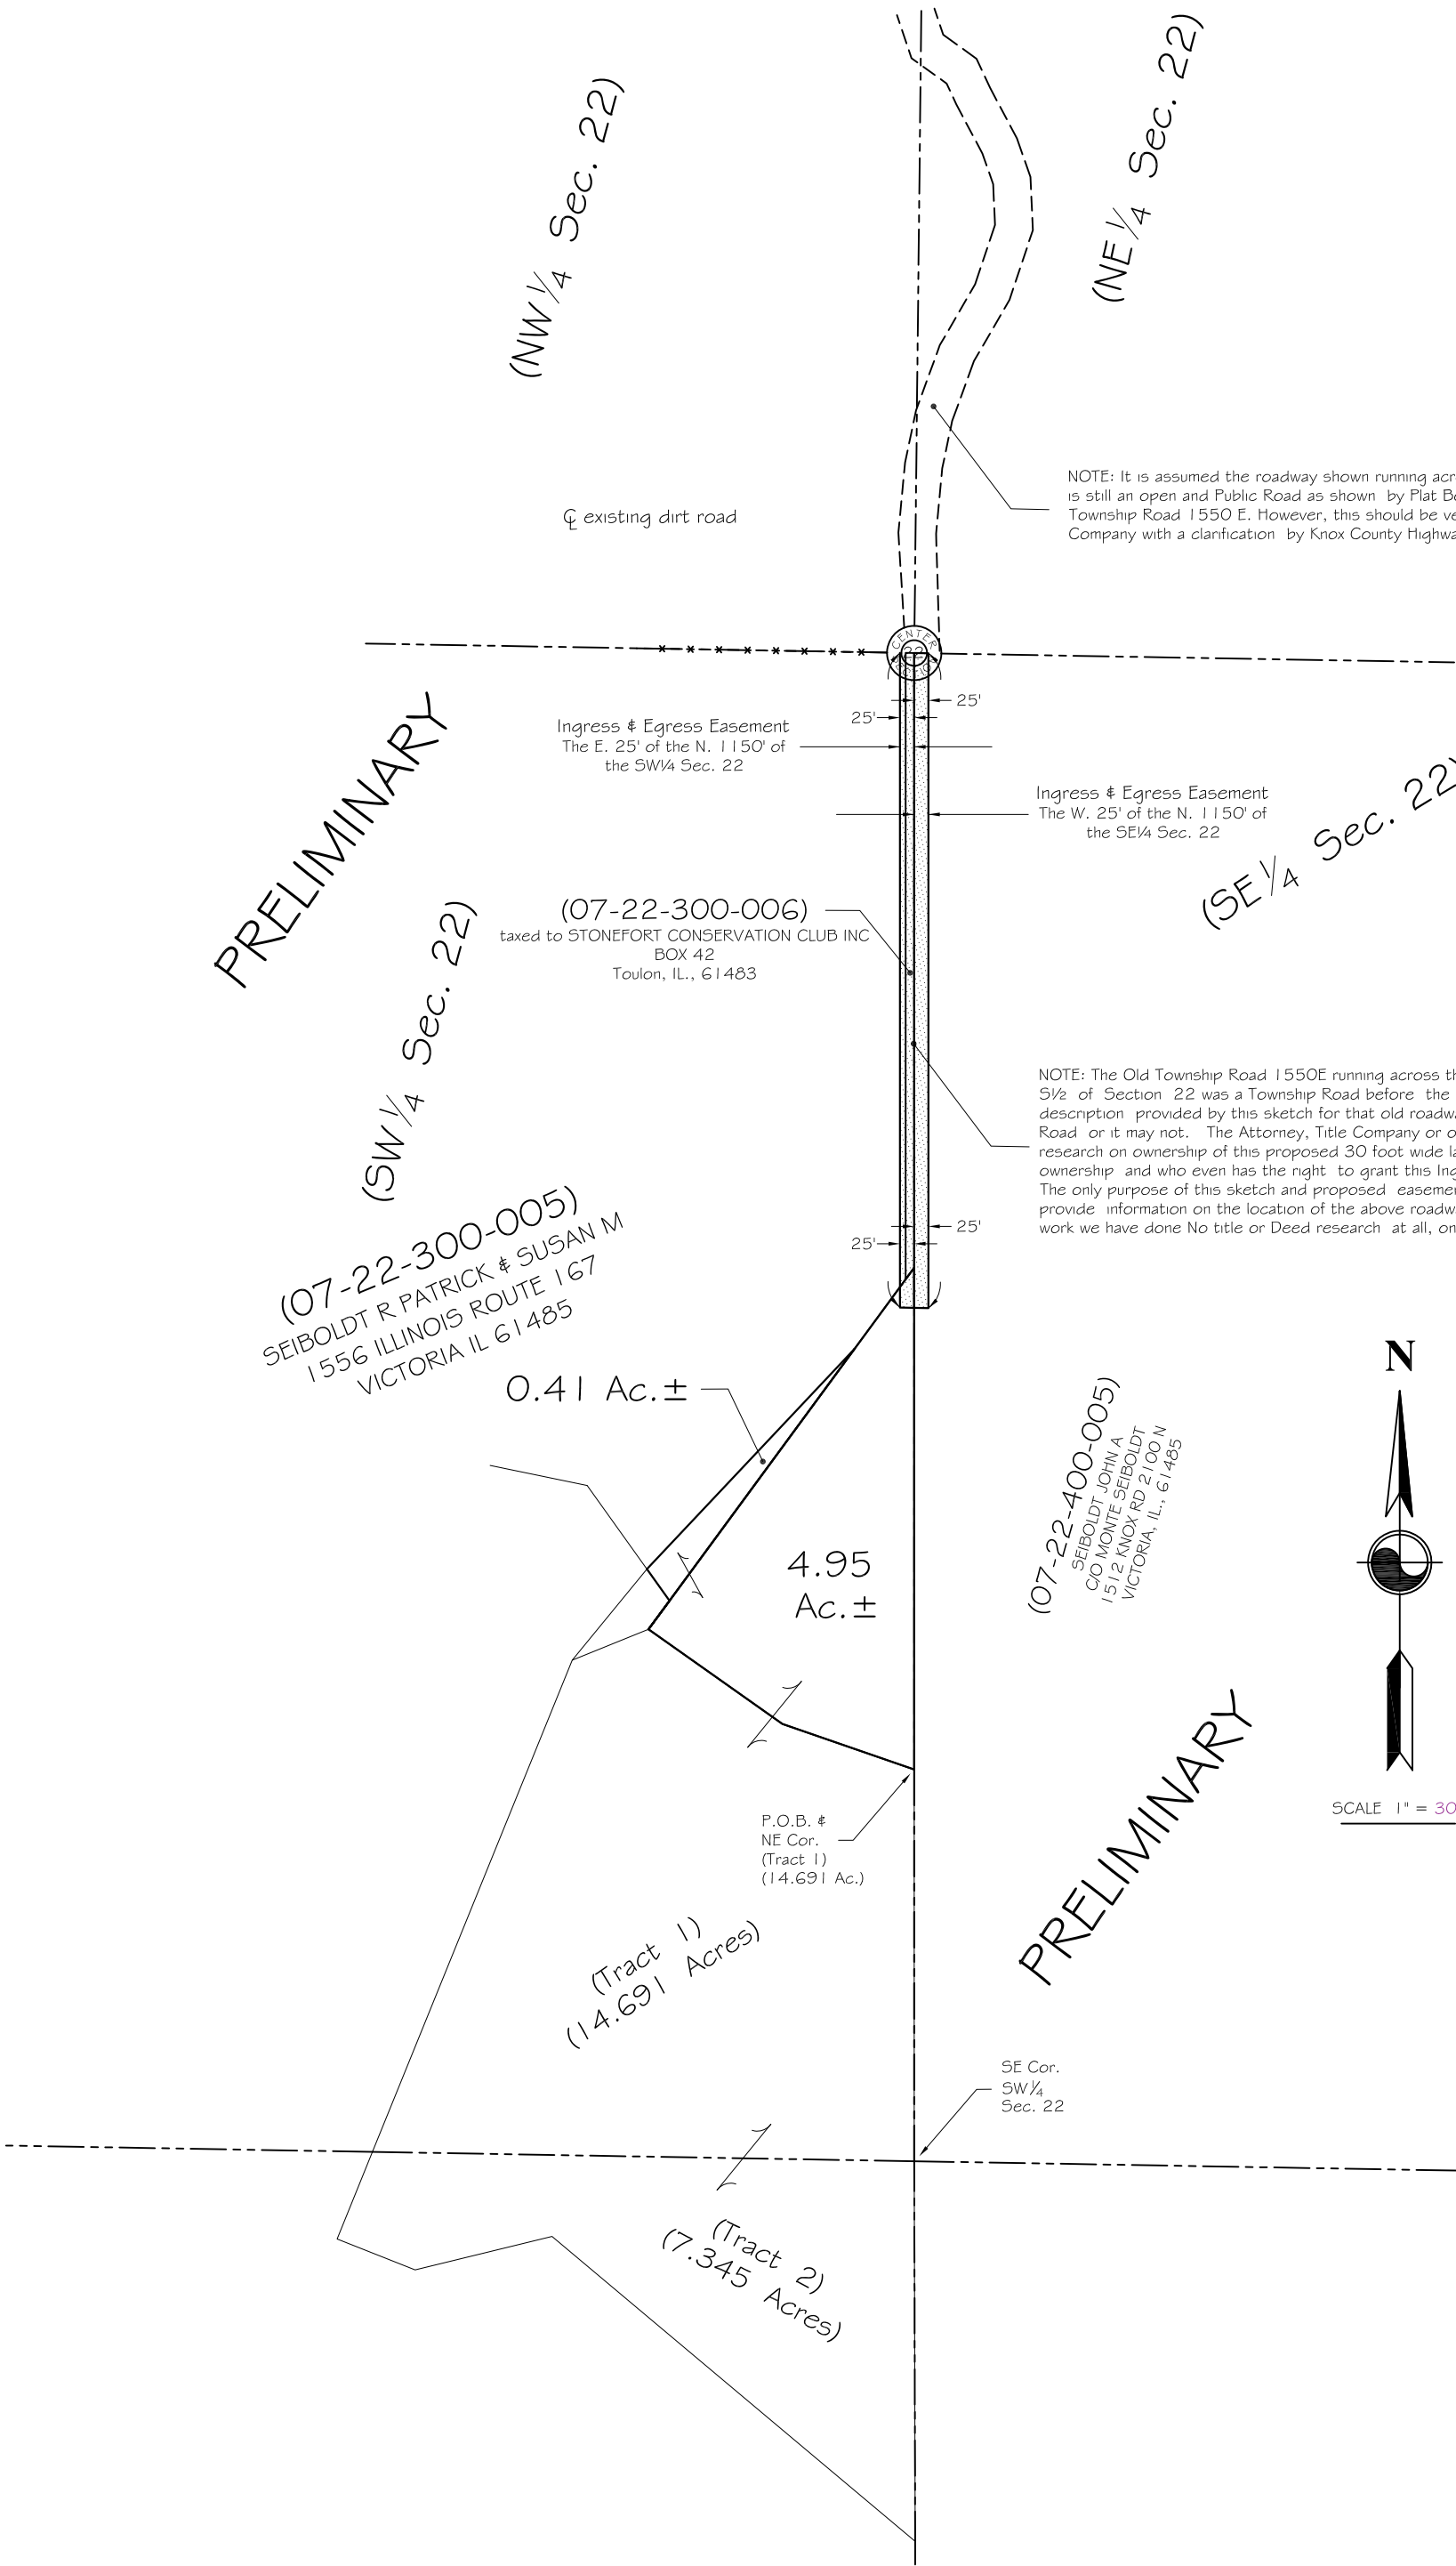 (NW 1/4 Sec. 22)
(NE 1/4 Sec. 22)
NOTE: It is assumed the roadway shown running acr
is still an open and Public Road as shown by Plat B
Township Road 1550 E. However, this should be ve
Company with a clarification by Knox County Highwa
℄ existing dirt road
CENTER
22
25'
25'
Ingress & Egress Easement
The E. 25' of the N. 1150' of
the SW1/4 Sec. 22
PRELIMINARY
Ingress & Egress Easement
The W. 25' of the N. 1150' of
the SE1/4 Sec. 22
(SE 1/4 Sec. 22)
(07-22-300-006)
taxed to STONEFORT CONSERVATION CLUB INC
BOX 42
Toulon, IL., 61483
(SW 1/4 Sec. 22)
NOTE: The Old Township Road 1550E running across th
S1/2 of Section 22 was a Township Road before the
description provided by this sketch for that old roadw
Road or it may not. The Attorney, Title Company or o
research on ownership of this proposed 30 foot wide la
ownership and who even has the right to grant this Ing
The only purpose of this sketch and proposed easeme
provide information on the location of the above roadw
work we have done No title or Deed research at all, on
25'
25'
(07-22-300-005)
SEIBOLDT R PATRICK & SUSAN M
1556 ILLINOIS ROUTE 167
VICTORIA IL 61485
0.41 Ac.±
N
(07-22-400-005)
SEIBOLDT JOHN A
C/O MONTE SEIBOLDT
1512 KNOX RD 2100 N
VICTORIA, IL., 61485
4.95
Ac.±
SCALE 1" = 30
P.O.B. &
NE Cor.
(Tract 1)
(14.691 Ac.)
PRELIMINARY
(Tract 1)
(14.691 Acres)
SE Cor.
SW 1/4
Sec. 22
(Tract 2)
(7.345 Acres)